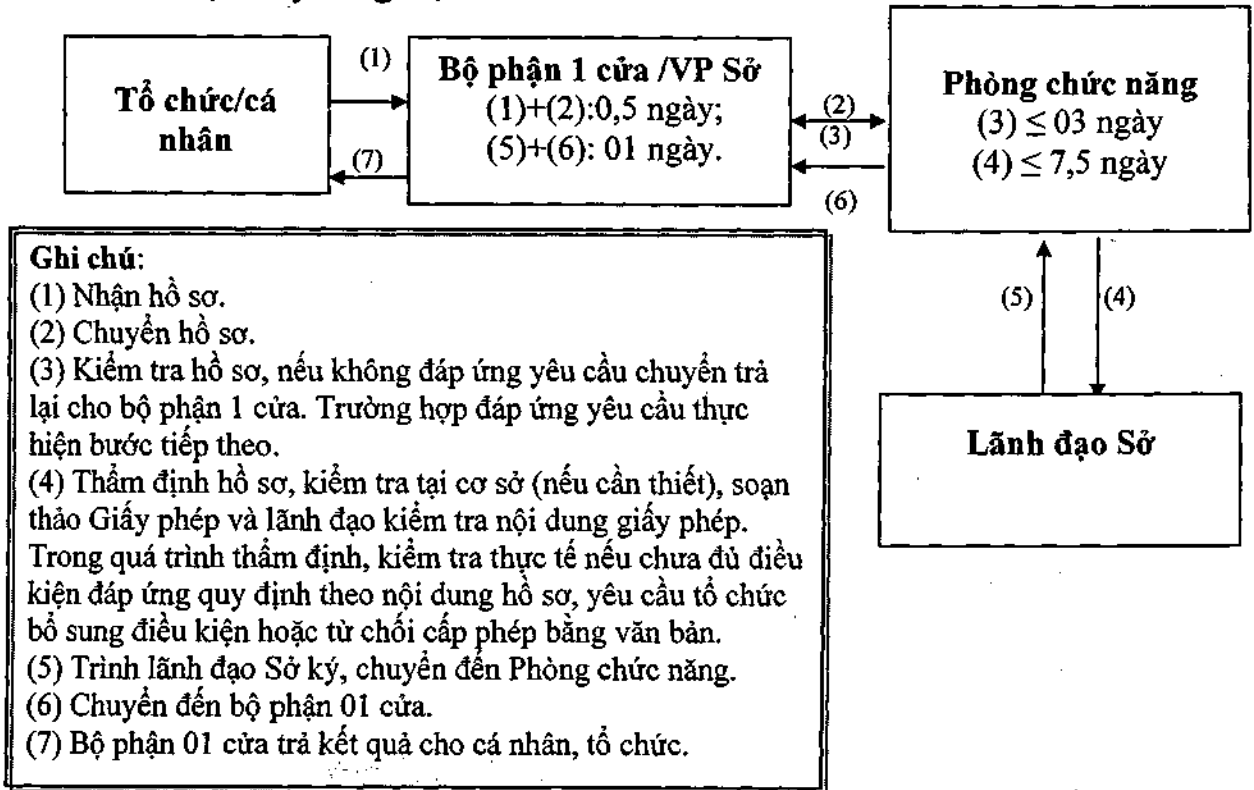 Tổ chức/cá
nhân
(1)
(7)
Bộ phận 1 cửa /VP Sở
(1)+(2):0,5 ngày;
(5)+(6): 01 ngày.
(2)
(3)
(6)
Phòng chức năng
(3) ≤ 03 ngày
(4) ≤ 7,5 ngày
(5)
(4)
Lãnh đạo Sở
Ghi chú:
(1) Nhận hồ sơ.
(2) Chuyển hồ sơ.
(3) Kiểm tra hồ sơ, nếu không đáp ứng yêu cầu chuyển trả
lại cho bộ phận 1 cửa. Trường hợp đáp ứng yêu cầu thực
hiện bước tiếp theo.
(4) Thẩm định hồ sơ, kiểm tra tại cơ sở (nếu cần thiết), soạn
thảo Giấy phép và lãnh đạo kiểm tra nội dung giấy phép.
Trong quá trình thẩm định, kiểm tra thực tế nếu chưa đủ điều
kiện đáp ứng quy định theo nội dung hồ sơ, yêu cầu tổ chức
bổ sung điều kiện hoặc từ chối cấp phép bằng văn bản.
(5) Trình lãnh đạo Sở ký, chuyển đến Phòng chức năng.
(6) Chuyển đến bộ phận 01 cửa.
(7) Bộ phận 01 cửa trả kết quả cho cá nhân, tổ chức.